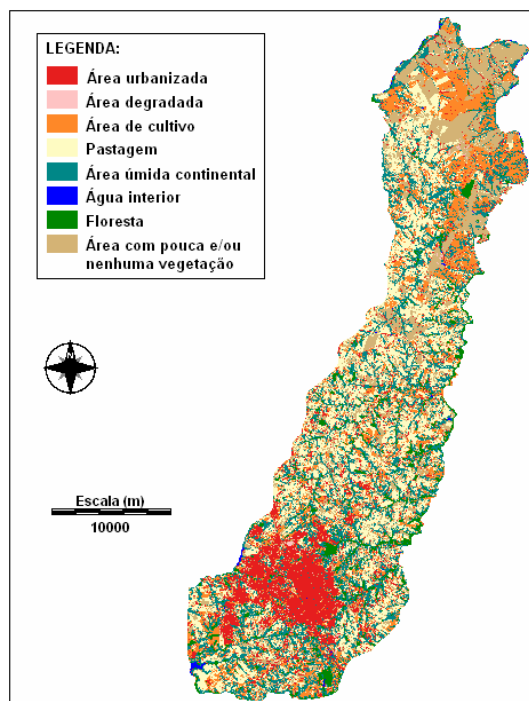 LEGENDA:
Área urbanizada
Área degradada
Área de cultivo
Pastagem
Área úmida continental
Água interior
Floresta
Área com pouca e/ou
nenhuma vegetação
Escala (m)
10000